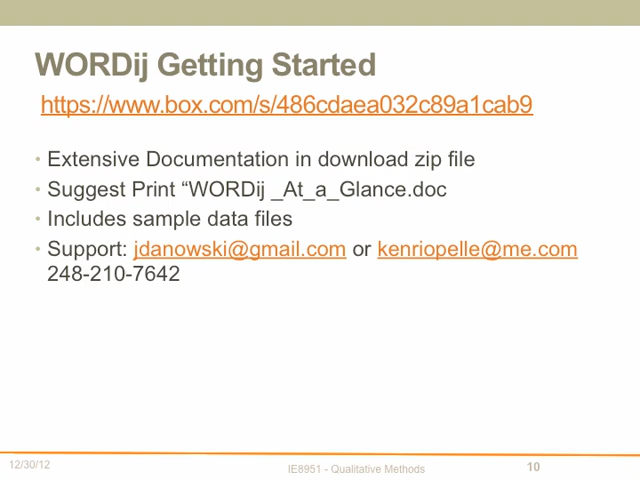 WORDij Getting Started
https://www.box.com/s/486cdaea032c89a1cab9
• Extensive Documentation in download zip file
• Suggest Print “WORDij _At_a_Glance.doc
• Includes sample data files
• Support: jdanowski@gmail.com or kenriopelle@me.com
248-210-7642
12/30/12
IE8951 - Qualitative Methods
10